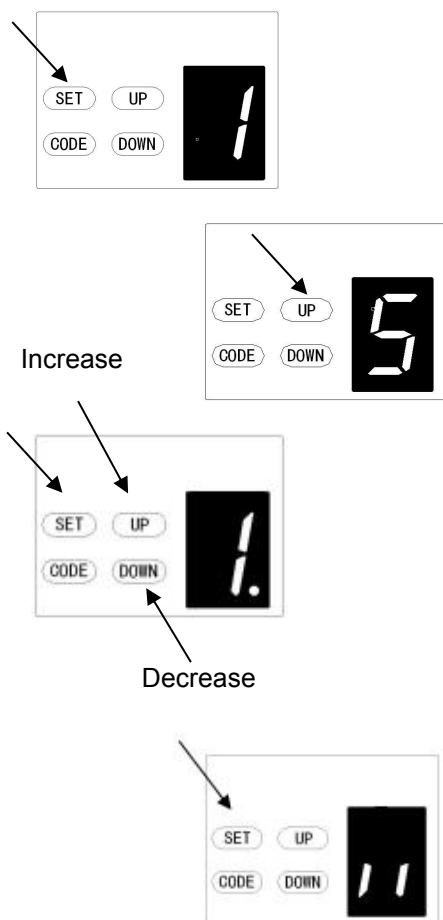 SET UP
CODE DOWN
1
SET UP
CODE DOWN
5
Increase
SET UP
CODE DOWN
1.
Decrease
SET UP
CODE DOWN
11